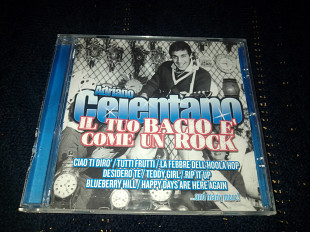 Adriano
Celentano
IL TUO BACIO È
COME UN ROCK
CIAO TI DIRO' / TUTTI FRUTTI / LA FEBBRE DELL'HOOLA HOP
DESIDERO TE / TEDDY GIRL / RIP IT UP
BLUEBERRY HILL / HAPPY DAYS ARE HERE AGAIN